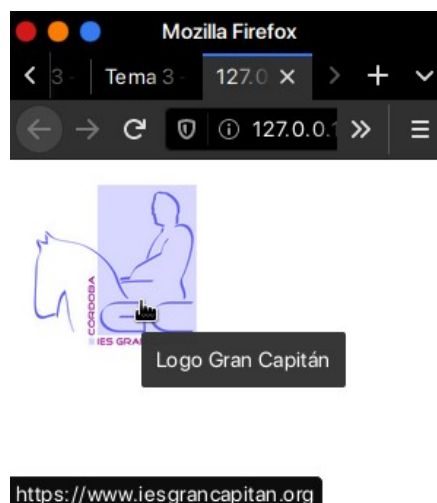 Mozilla Firefox
3 - Tema 3 - 127.0
127.0.0.1
CÓRDOBA
IES GRAN
Logo Gran Capitán
https://www.iesgrancapitan.org